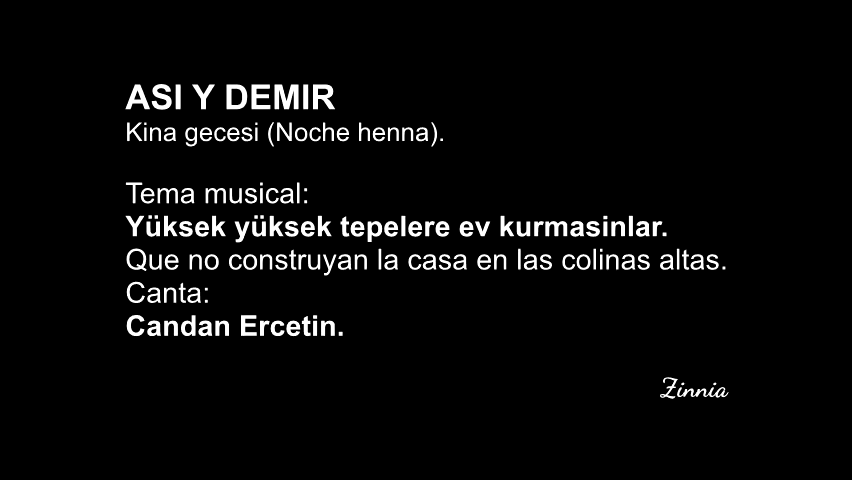 ASI Y DEMIR
Kina gecesi (Noche henna).
Tema musical:
Yüksek yüksek tepelere ev kurmasinlar.
Que no construyan la casa en las colinas altas.
Canta:
Candan Ercetin.
Zinnia